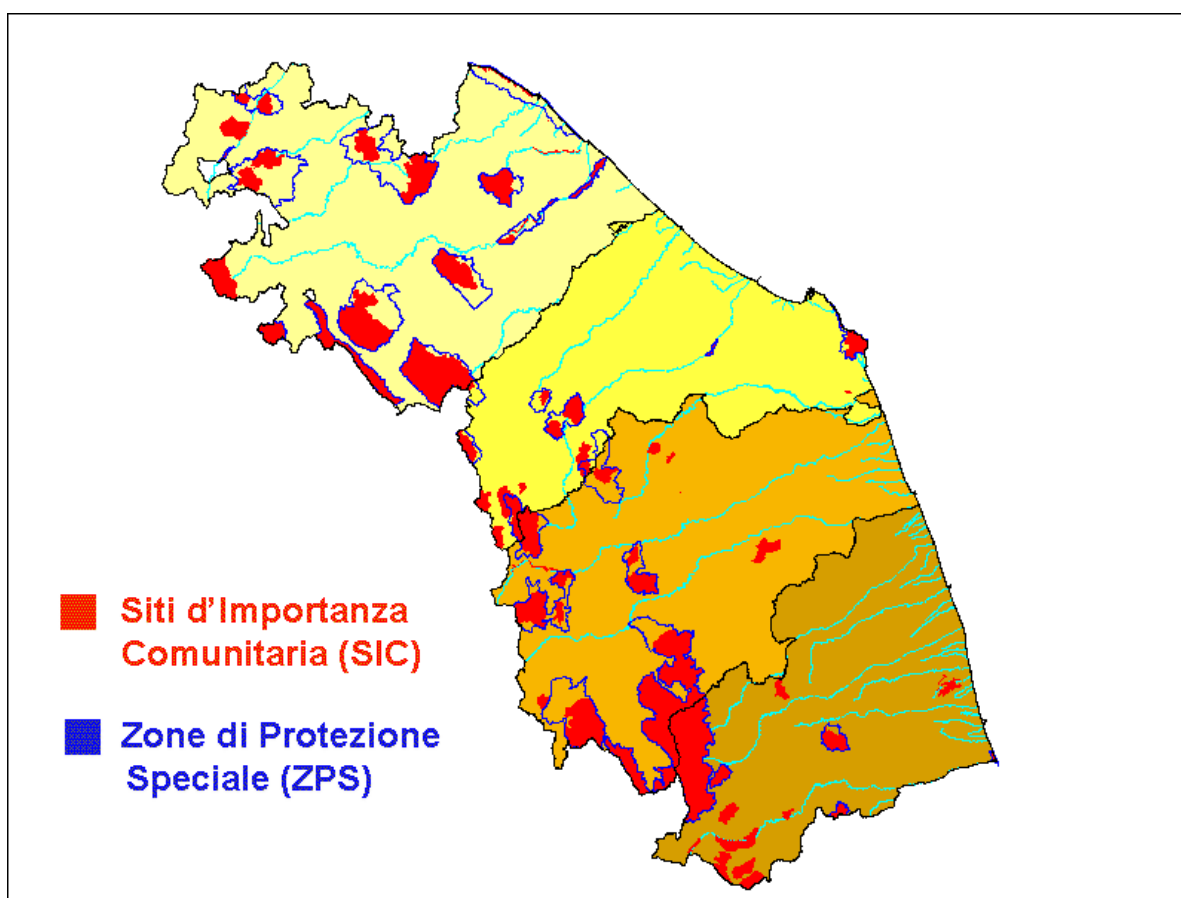 Siti d'Importanza
Comunitaria (SIC)
Zone di Protezione
Speciale (ZPS)